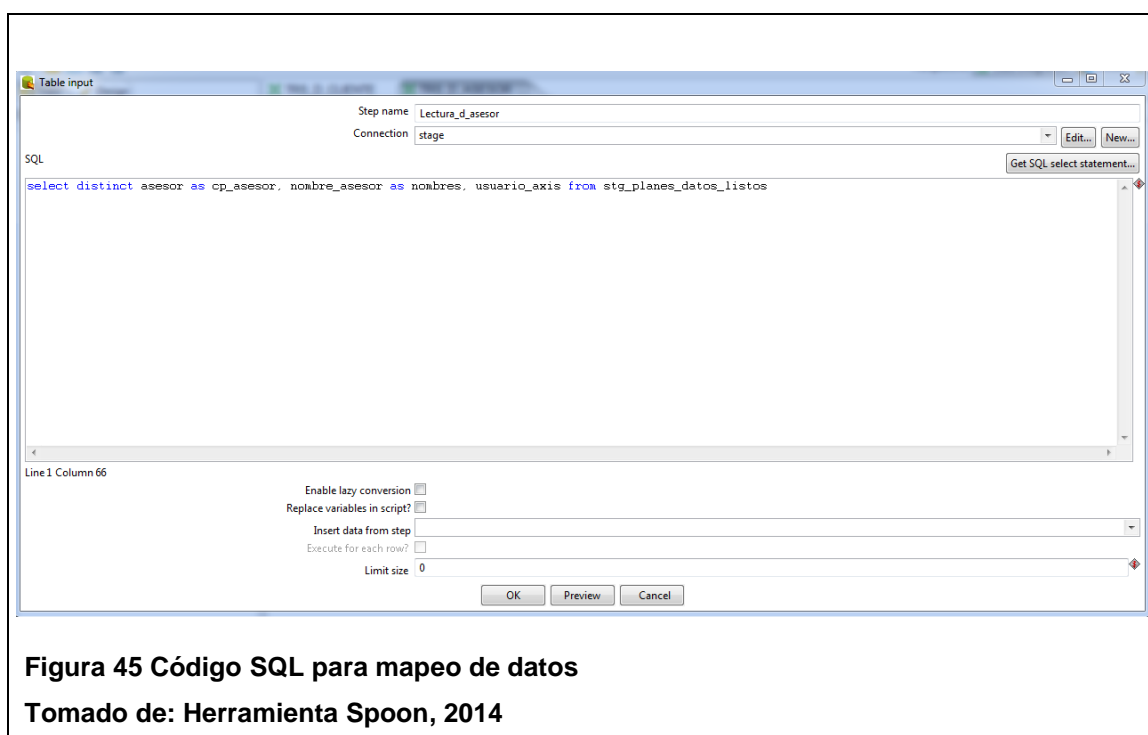 Table input
Step name Lectura_d_asesor
Connection stage Edit... New...
SQL Get SQL select statement...
select distinct asesor as cp_asesor, nombre_asesor as nombres, usuario_axis from stg_planes_datos_listos
Line 1 Column 66
Enable lazy conversion
Replace variables in script?
Insert data from step
Execute for each row?
Limit size 0
OK Preview Cancel
Figura 45 Código SQL para mapeo de datos
Tomado de: Herramienta Spoon, 2014